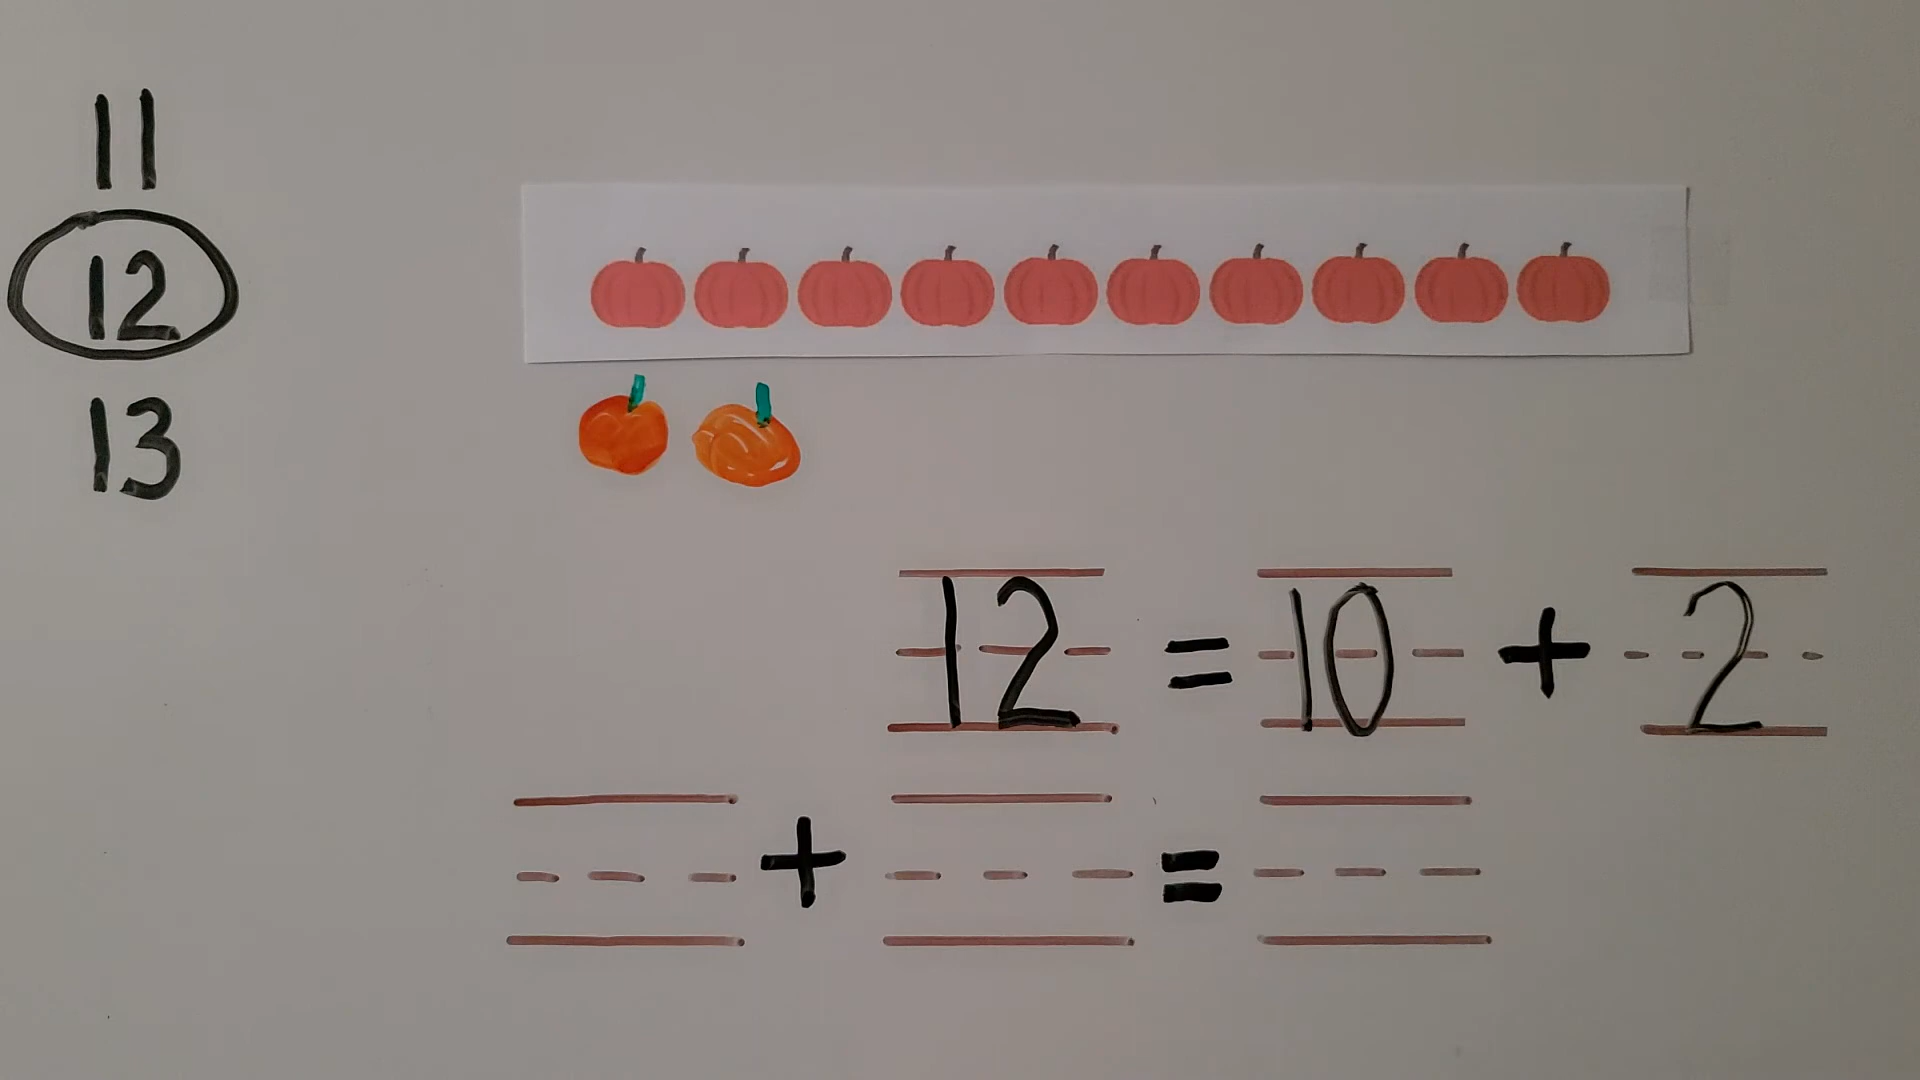 11
12
13
12 = 10 + 2
+ =